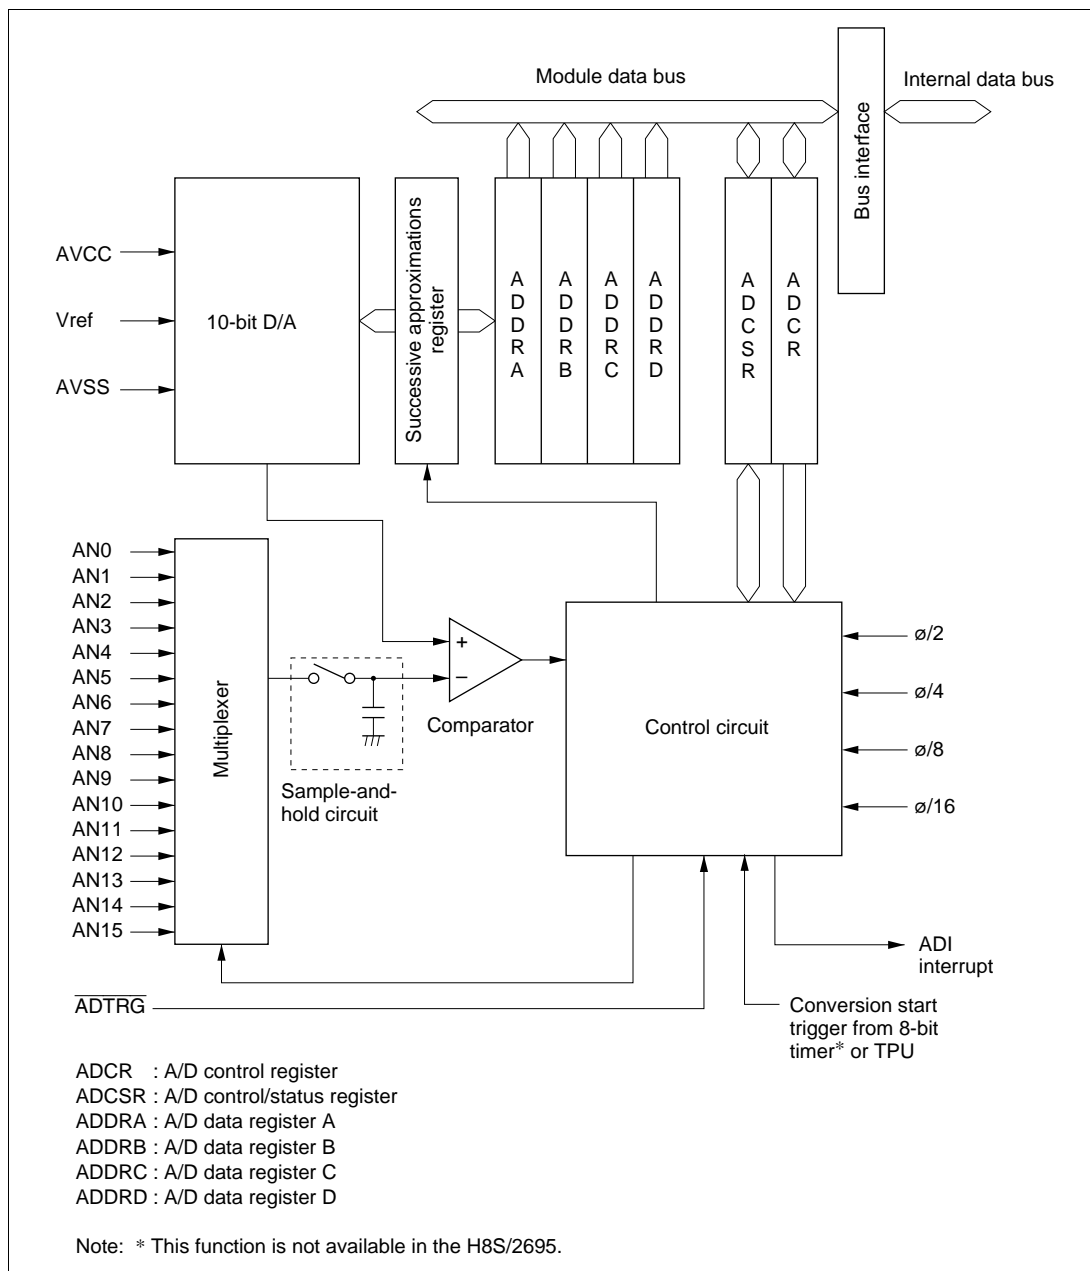 Module data bus
Internal data bus
Bus interface
AVCC
Vref
AVSS
10-bit D/A
Successive approximations
register
ADDRA
ADDRB
ADDRC
ADDRD
ADCSR
ADCR
AN0
AN1
AN2
AN3
AN4
AN5
AN6
AN7
AN8
AN9
AN10
AN11
AN12
AN13
AN14
AN15
Multiplexer
Sample-and-
hold circuit
+
−
Comparator
Control circuit
ø/2
ø/4
ø/8
ø/16
ADI
interrupt
ADTRG
Conversion start
trigger from 8-bit
timer* or TPU
ADCR : A/D control register
ADCSR : A/D control/status register
ADDRA : A/D data register A
ADDRB : A/D data register B
ADDRC : A/D data register C
ADDRD : A/D data register D
Note: * This function is not available in the H8S/2695.